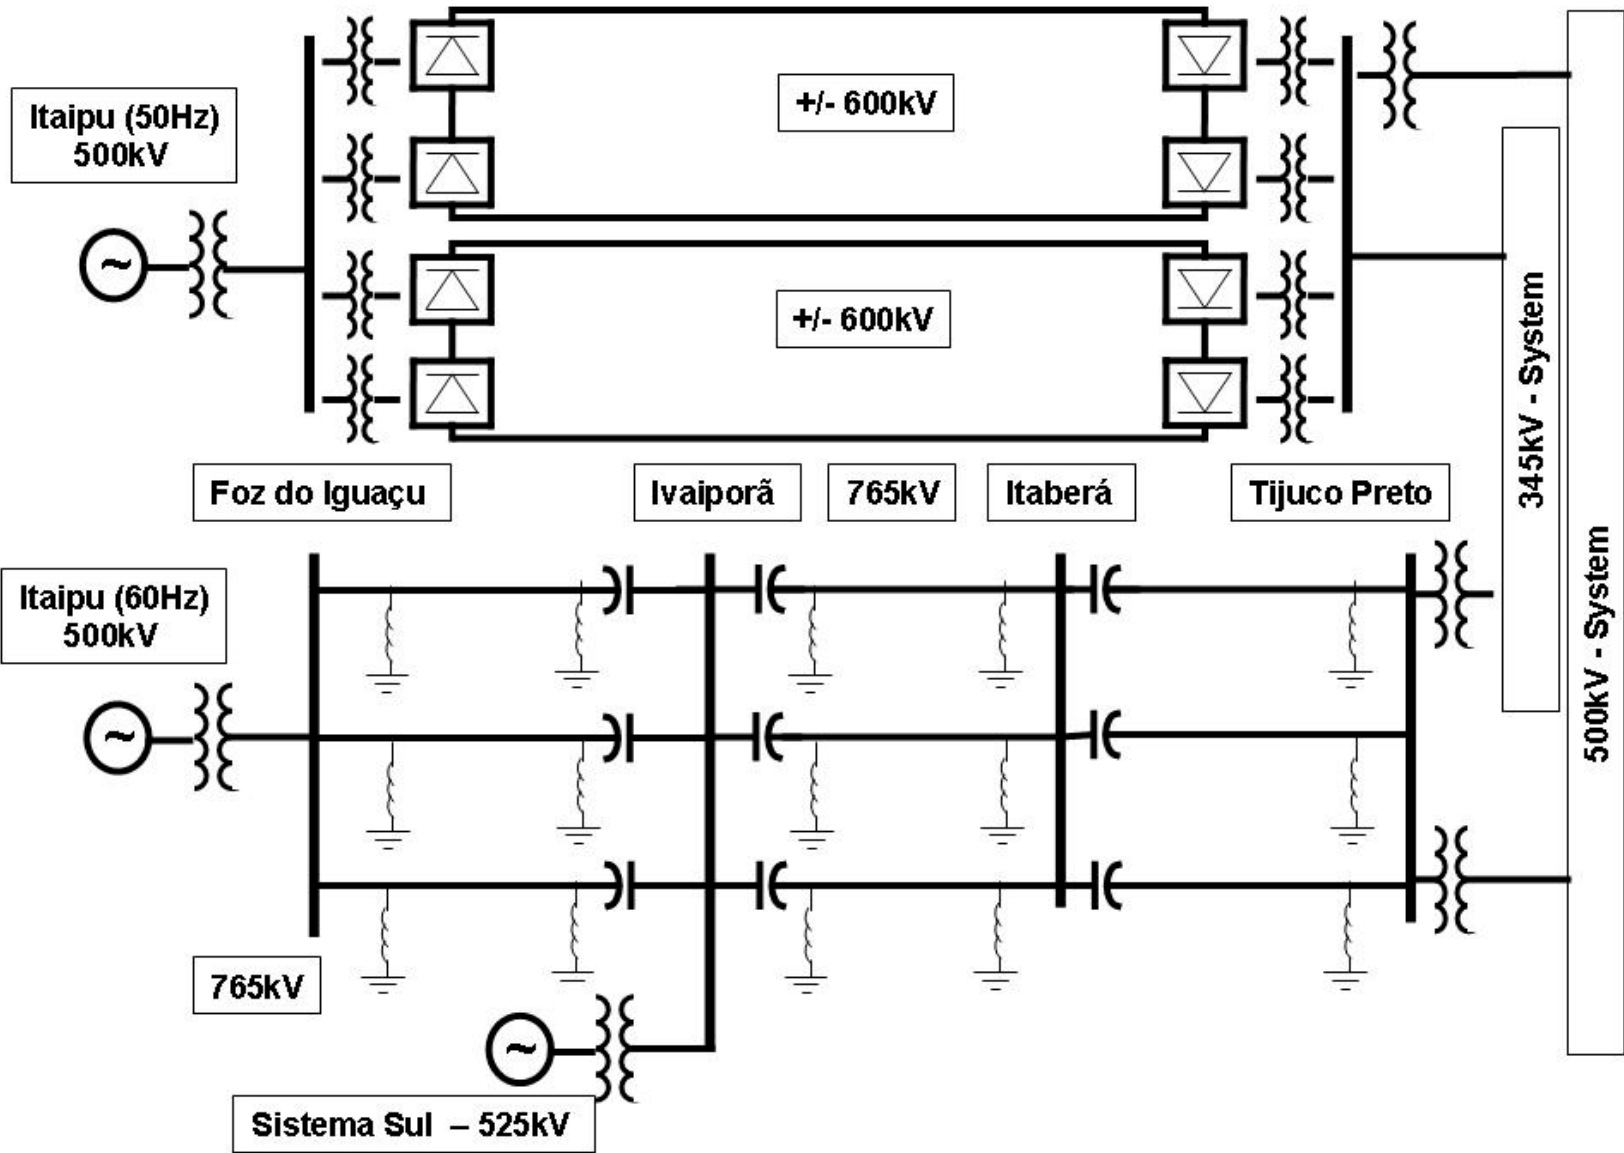 +/- 600kV
Itaipu (50Hz)
500kV
~
+/- 600kV
345kV - System
500kV - System
Foz do Iguaçu
Ivaiporã
765kV
Itaberá
Tijuco Preto
Itaipu (60Hz)
500kV
~
765kV
~
Sistema Sul – 525kV